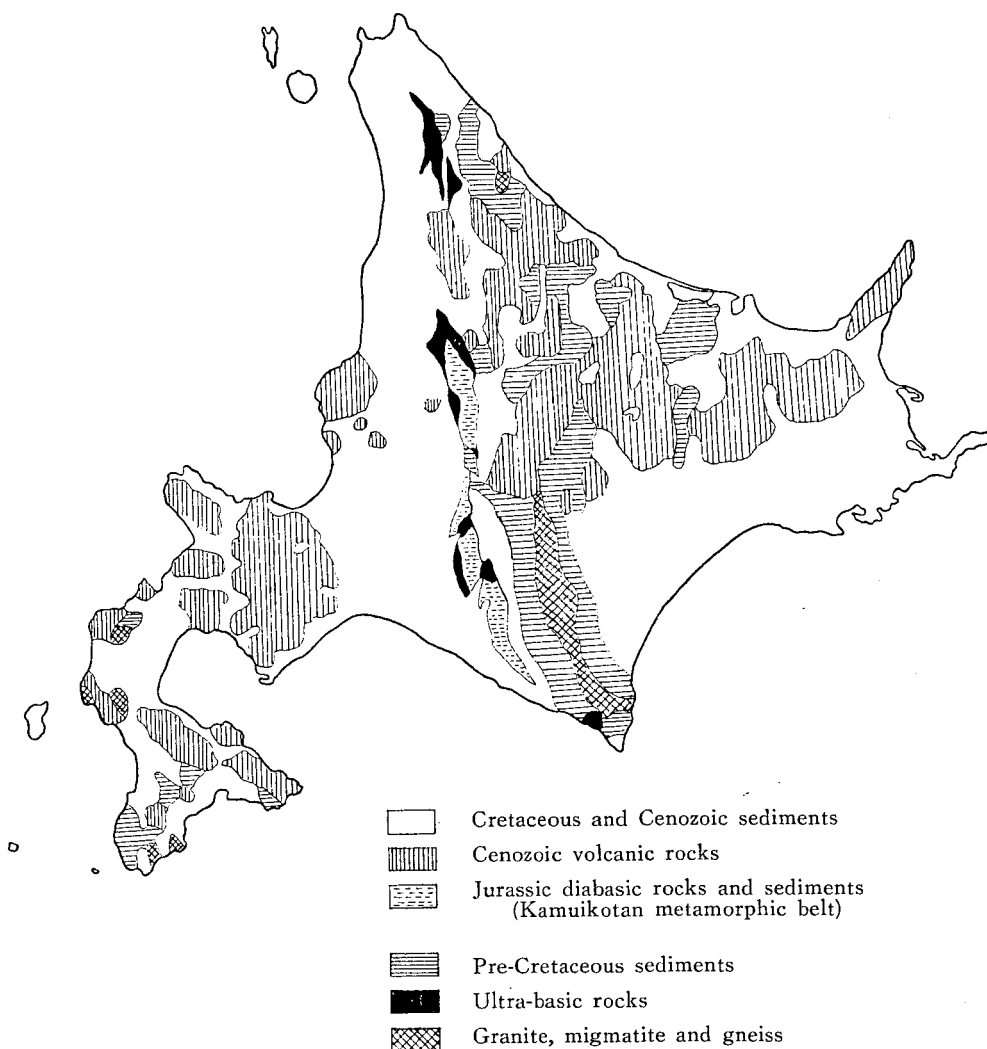 Cretaceous and Cenozoic sediments
Cenozoic volcanic rocks
Jurassic diabasic rocks and sediments
(Kamuikotan metamorphic belt)
Pre-Cretaceous sediments
Ultra-basic rocks
Granite, migmatite and gneiss